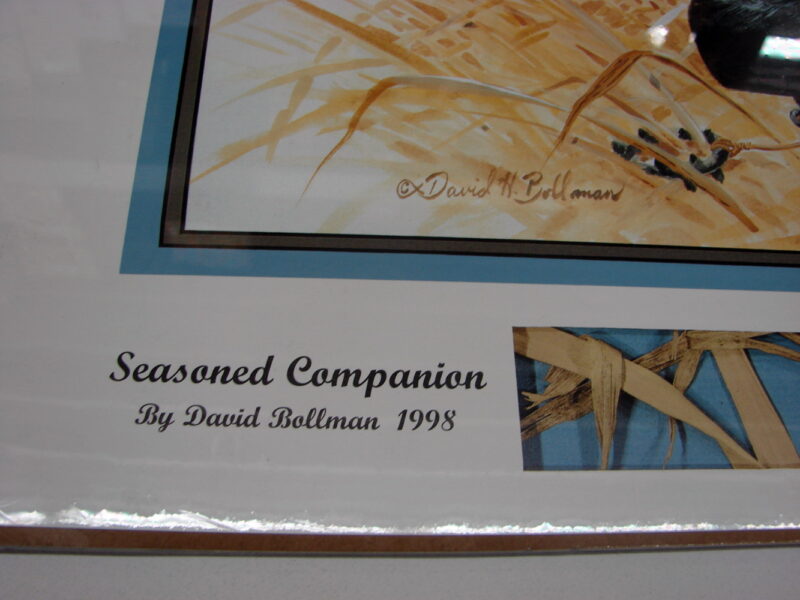 © David H. Bollman
Seasoned Companion
By David Bollman 1998